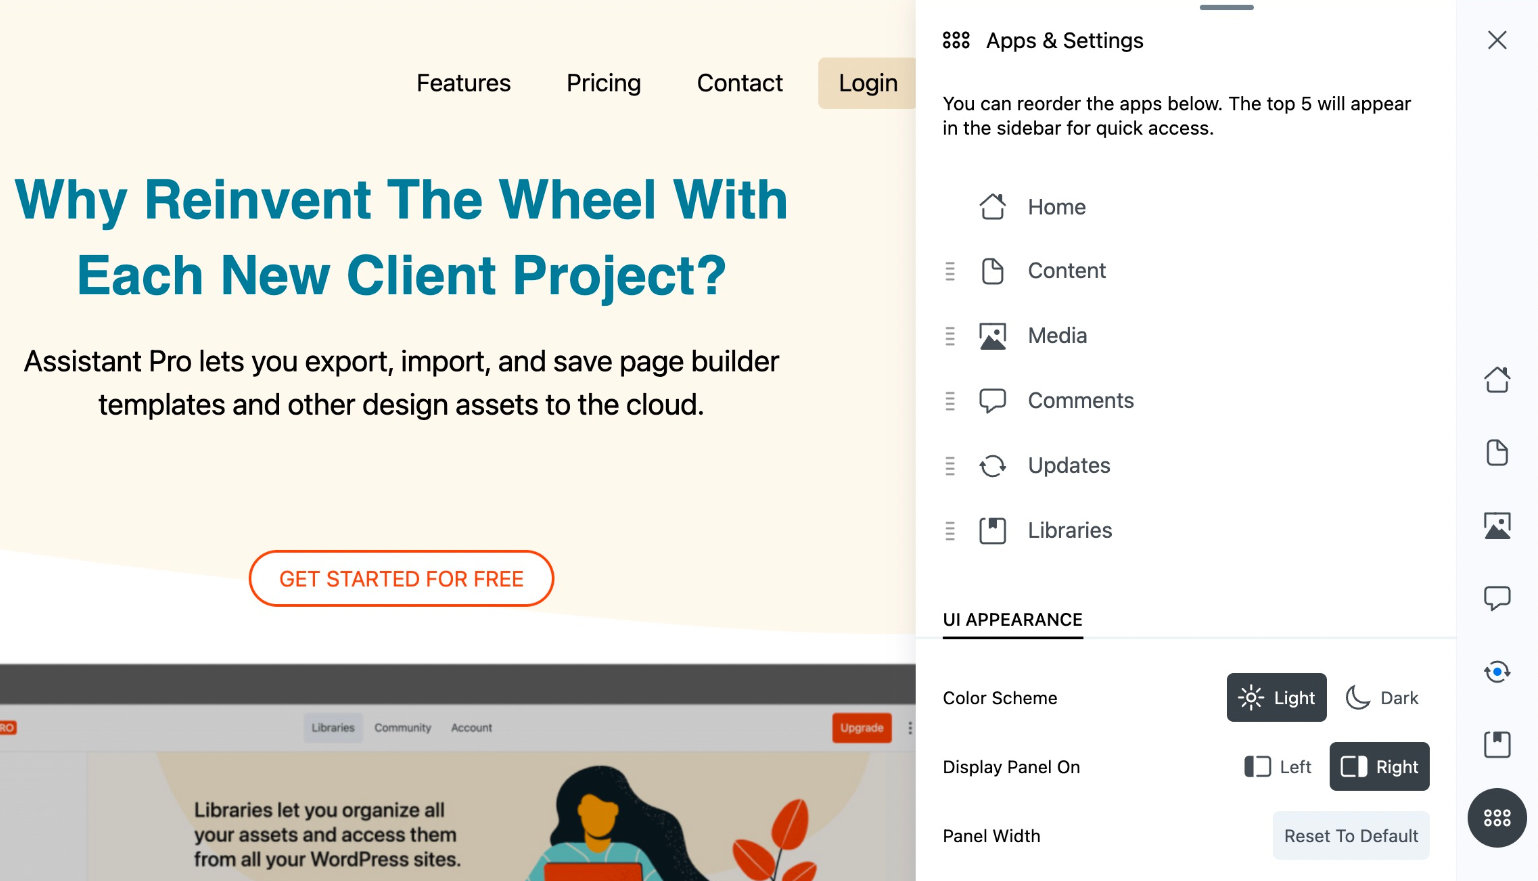 Features Pricing Contact Login
Why Reinvent The Wheel With
Each New Client Project?
Assistant Pro lets you export, import, and save page builder
templates and other design assets to the cloud.
GET STARTED FOR FREE
RO Libraries Community Account Upgrade
Libraries let you organize all
your assets and access them
from all your WordPress sites.
Apps & Settings
You can reorder the apps below. The top 5 will appear
in the sidebar for quick access.
Home
Content
Media
Comments
Updates
Libraries
UI APPEARANCE
Color Scheme Light Dark
Display Panel On Left Right
Panel Width Reset To Default